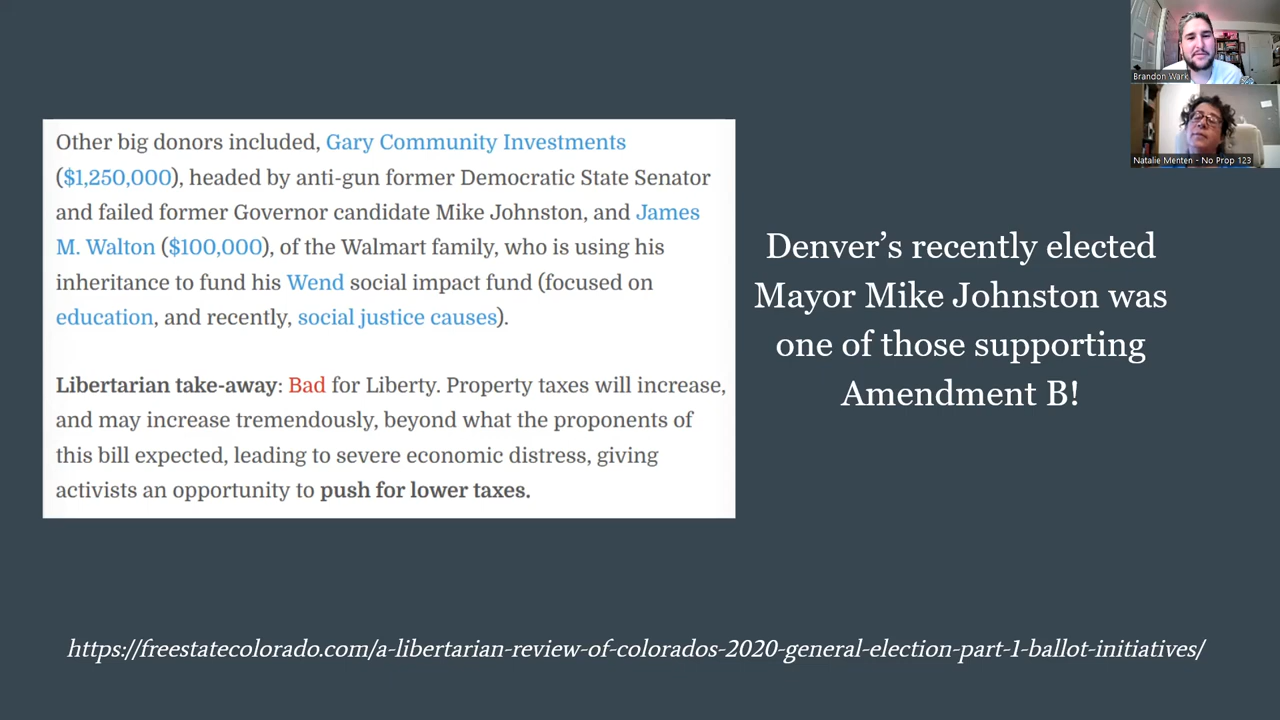 Brandon Wark
Natalie Menten - No Prop 123
Other big donors included, Gary Community Investments
($1,250,000), headed by anti-gun former Democratic State Senator
and failed former Governor candidate Mike Johnston, and James
M. Walton ($100,000), of the Walmart family, who is using his
inheritance to fund his Wend social impact fund (focused on
education, and recently, social justice causes).
Libertarian take-away: Bad for Liberty. Property taxes will increase,
and may increase tremendously, beyond what the proponents of
this bill expected, leading to severe economic distress, giving
activists an opportunity to push for lower taxes.
Denver’s recently elected
Mayor Mike Johnston was
one of those supporting
Amendment B!
https://freestatecolorado.com/a-libertarian-review-of-colorados-2020-general-election-part-1-ballot-initiatives/